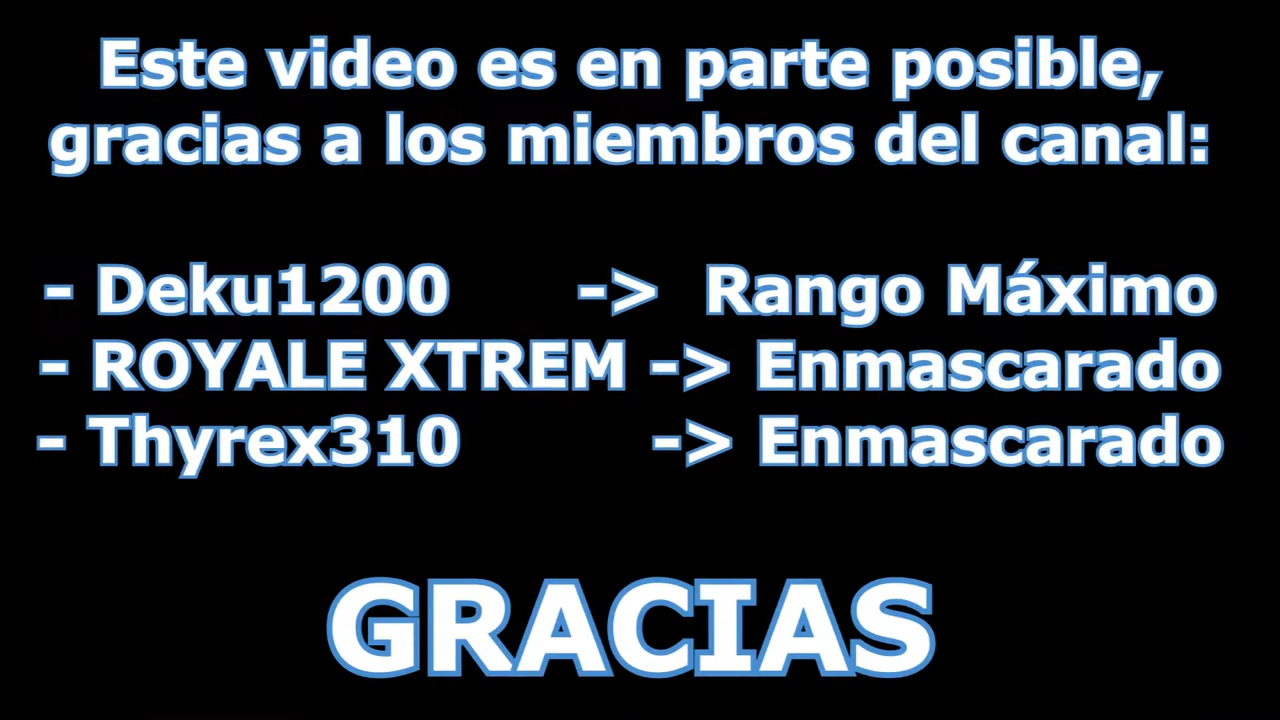 Este video es en parte posible,
gracias a los miembros del canal:
- Deku1200 -> Rango Máximo
- ROYALE XTREM -> Enmascarado
- Thyrex310 -> Enmascarado
GRACIAS